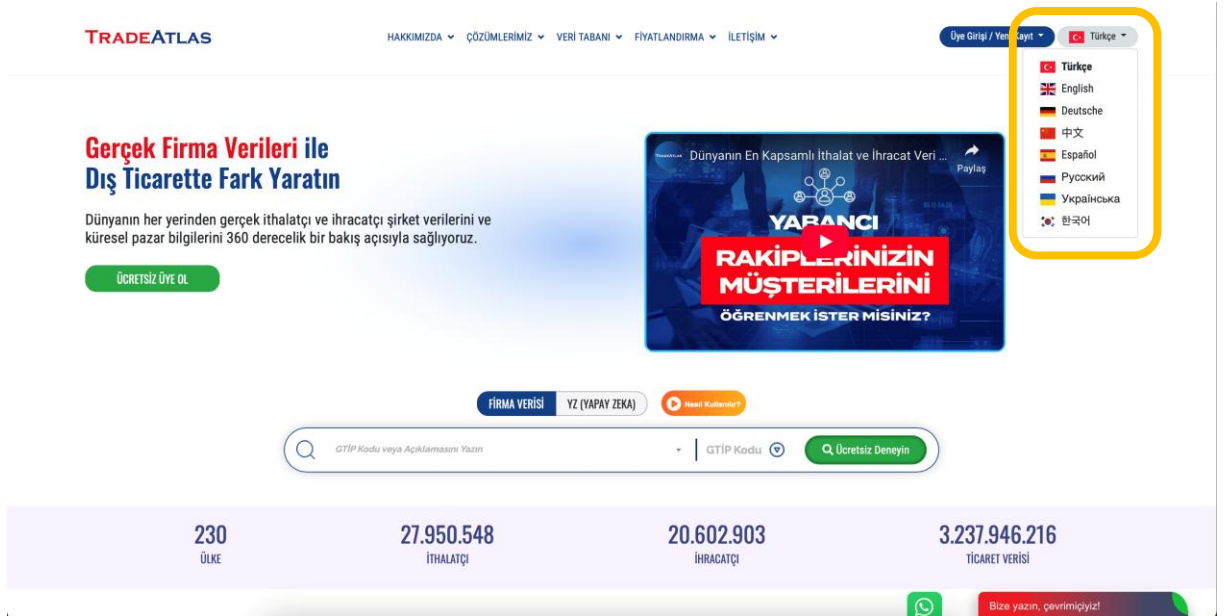 TRADEATLAS
HAKKIMIZDA ÇÖZÜMLERİMİZ VERİ TABANI FİYATLANDIRMA İLETİŞİM
Üye Girişi / Yeni Kayıt Türkçe
Türkçe
English
Deutsche
中文
Español
Русский
Українська
한국어
Gerçek Firma Verileri ile
Dış Ticarette Fark Yaratın
Dünyanın her yerinden gerçek ithalatçı ve ihracatçı şirket verilerini ve
küresel pazar bilgilerini 360 derecelik bir bakış açısıyla sağlıyoruz.
ÜCRETSİZ ÜYE OL
Dünyanın En Kapsamlı İthalat ve İhracat Veri ...
Paylaş
YABANCI
RAKİPLERİNİZİN
MÜŞTERİLERİNİ
ÖĞRENMEK İSTER MİSİNİZ?
FİRMA VERİSİ YZ (YAPAY ZEKA) Nasıl Kullanılır?
GTİP Kodu veya Açıklamasını Yazın GTİP Kodu Ücretsiz Deneyin
230 27.950.548 20.602.903 3.237.946.216
ÜLKE İTHALATÇI İHRACATÇI TİCARET VERİSİ
Bize yazın, çevrimiçiyiz!